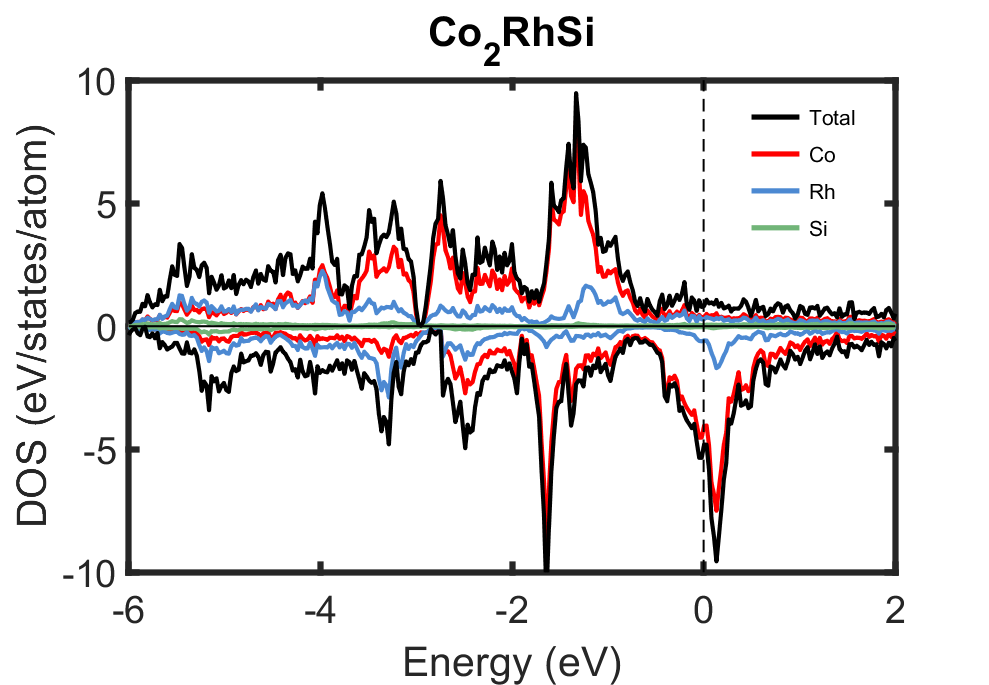 Co₂RhSi
10
5
0
-5
-10
DOS (eV/states/atom)
Total
Co
Rh
Si
-6 -4 -2 0 2
Energy (eV)